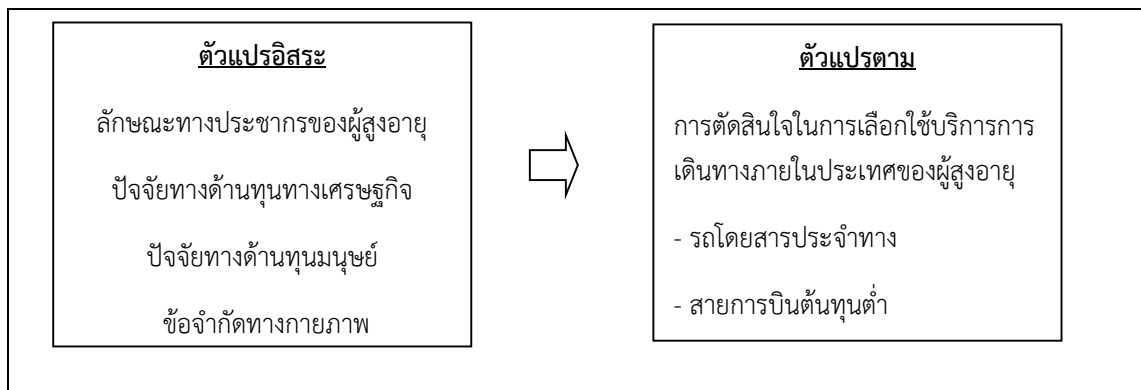 ตัวแปรอิสระ
ลักษณะทางประชากรของผู้สูงอายุ
ปัจจัยทางด้านทุนทางเศรษฐกิจ
ปัจจัยทางด้านทุนมนุษย์
ข้อจำกัดทางกายภาพ
ตัวแปรตาม
การตัดสินใจในการเลือกใช้บริการการ
เดินทางภายในประเทศของผู้สูงอายุ
- รถโดยสารประจำทาง
- สายการบินต้นทุนต่ำ